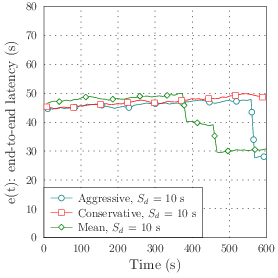 80
70
60
50
40
30
20
10
0
e(t): end-to-end latency (s)
Aggressive, S_d = 10 s
Conservative, S_d = 10 s
Mean, S_d = 10 s
0 100 200 300 400 500 600
Time (s)